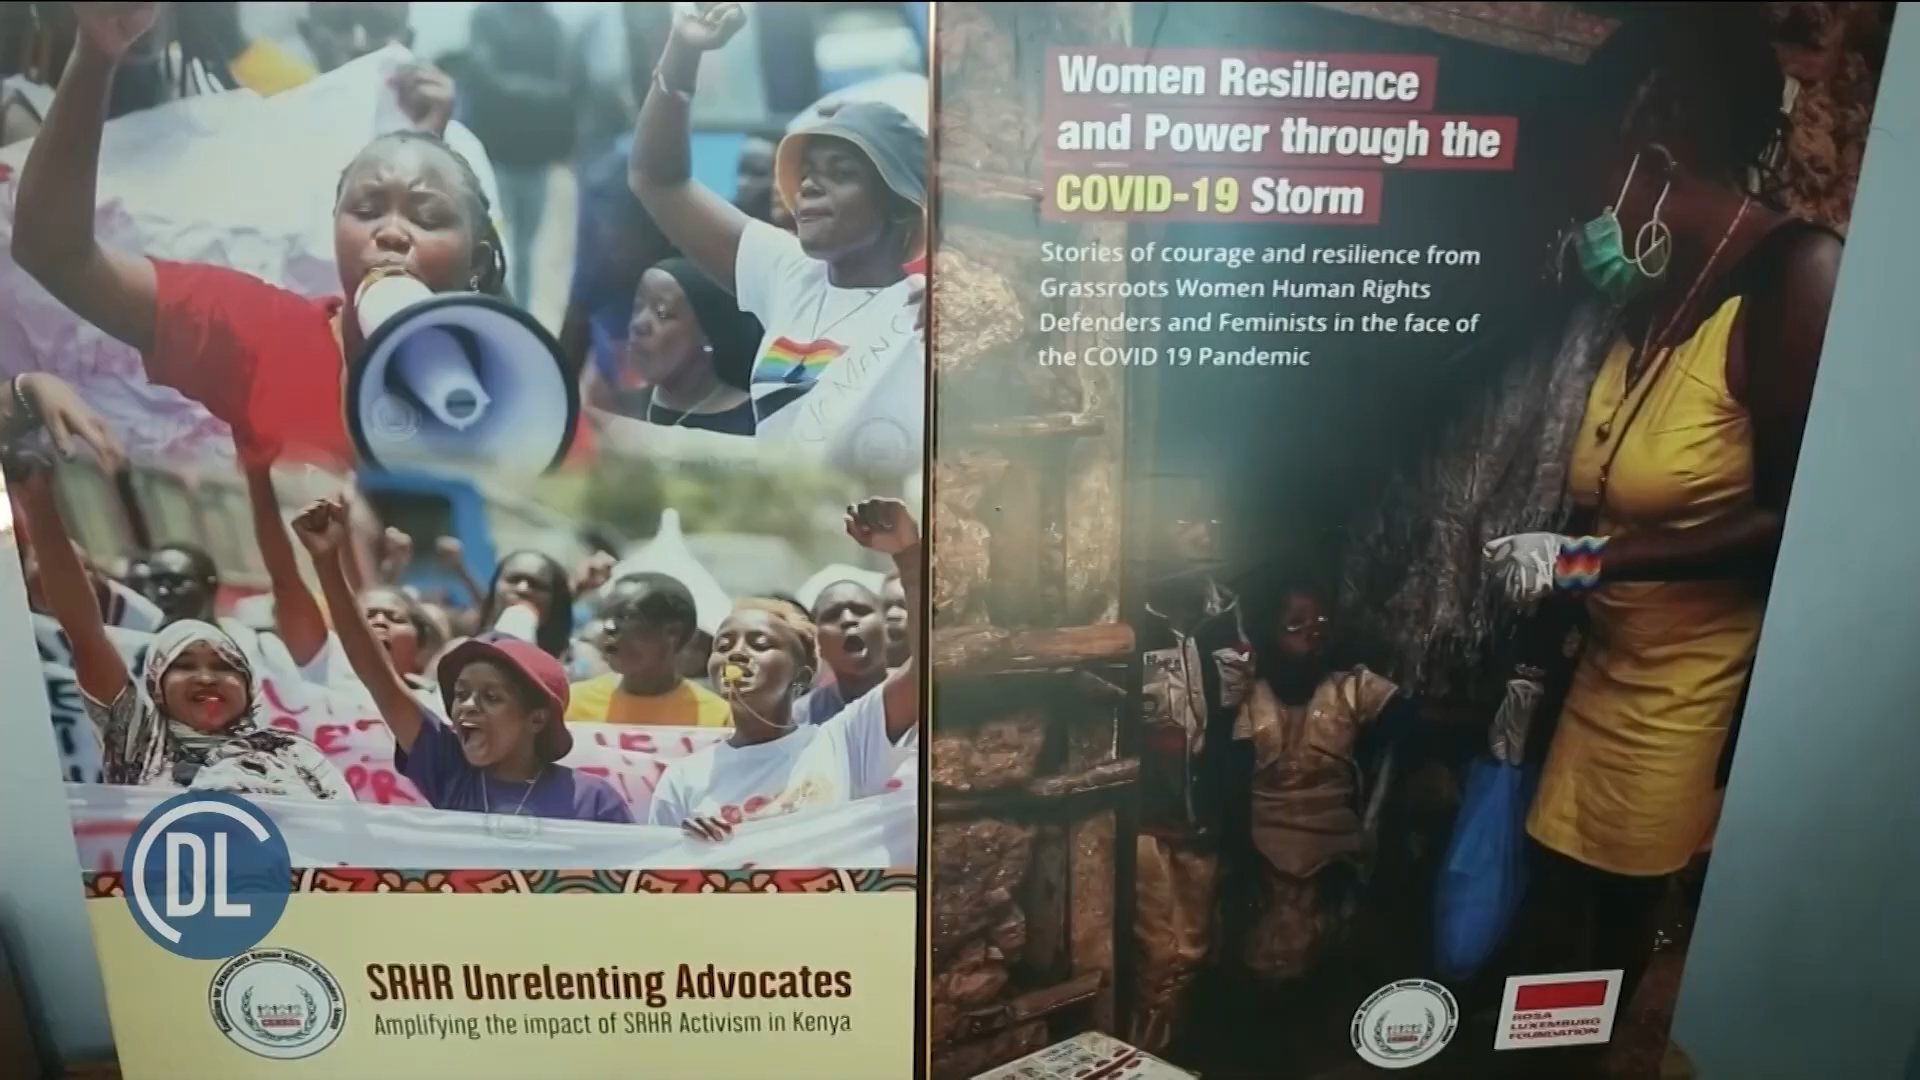 WOMEN
DL
SRHR Unrelenting Advocates
Amplifying the impact of SRHR Activism in Kenya
Women Resilience
and Power through the
COVID-19 Storm
Stories of courage and resilience from
Grassroots Women Human Rights
Defenders and Feminists in the face of
the COVID 19 Pandemic
ROSA
LUXEMBURG
FOUNDATION